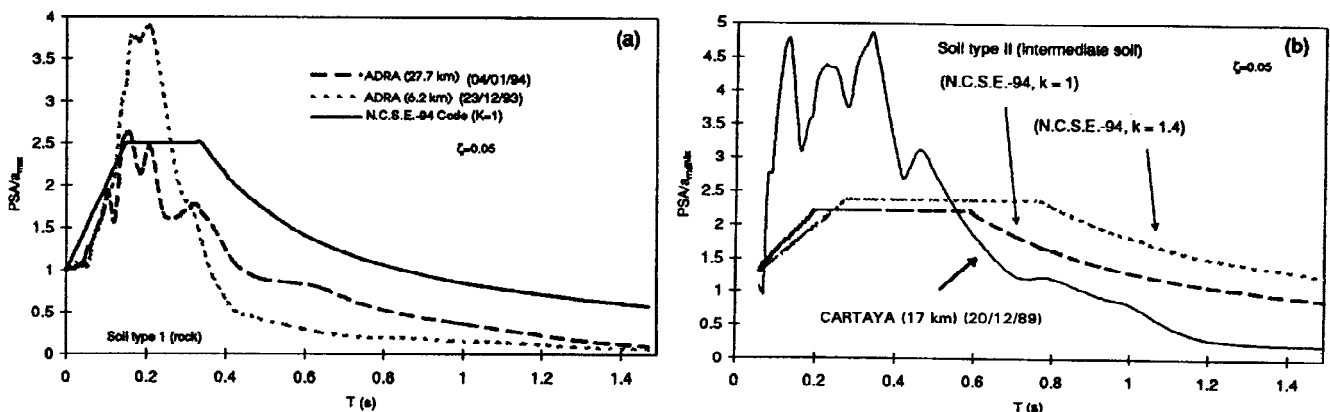 (a)
4
3.5
3
2.5
2
1.5
1
0.5
0
ADRA (27.7 km) (04/01/94)
ADRA (6.2 km) (23/12/93)
N.C.S.E.-94 Code (K=1)
ζ=0.05
Soil type 1 (rock)
0 0.2 0.4 0.6 0.8 1 1.2 1.4
T (s)
(b)
5
4.5
4
3.5
3
2.5
2
1.5
1
0.5
0
Soil type II (intermediate soil)
(N.C.S.E.-94, k = 1)
ζ=0.05
(N.C.S.E.-94, k = 1.4)
CARTAYA (17 km) (20/12/89)
0 0.2 0.4 0.6 0.8 1 1.2 1.4
T (s)